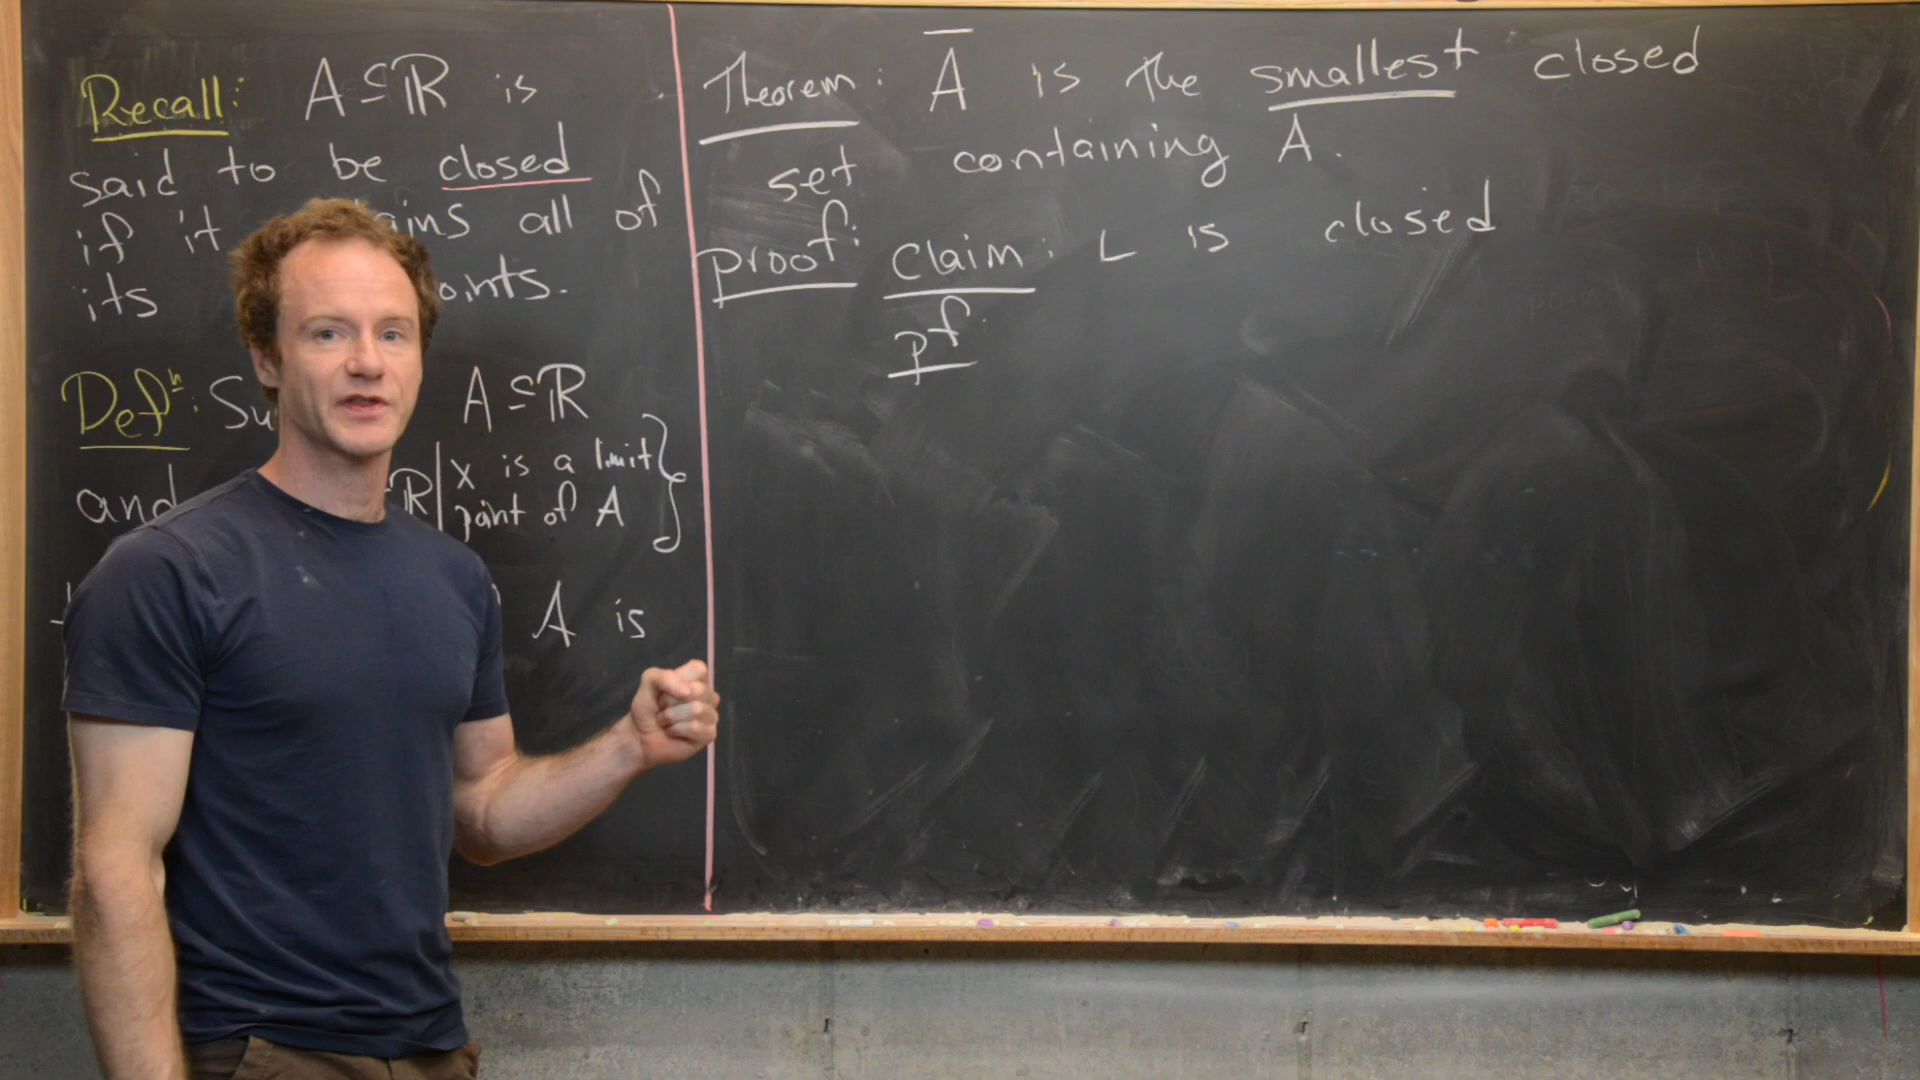 Recall: A ⊆ ℝ is
said to be closed
if it ains all of
its oints.
Defⁿ: Su A ⊆ ℝ
and ℝ | x is a limit
point of A }
A is
Theorem: A̅ is the smallest closed
set containing A.
proof: Claim: L is closed
pf: